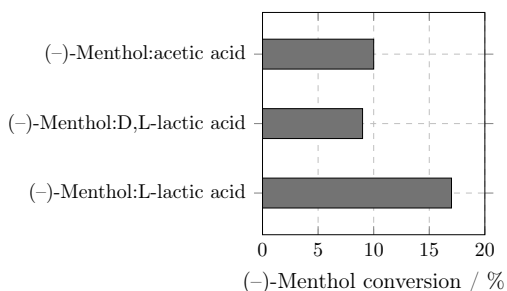 (–)-Menthol:acetic acid
(–)-Menthol:D,L-lactic acid
(–)-Menthol:L-lactic acid
0 5 10 15 20
(–)-Menthol conversion / %